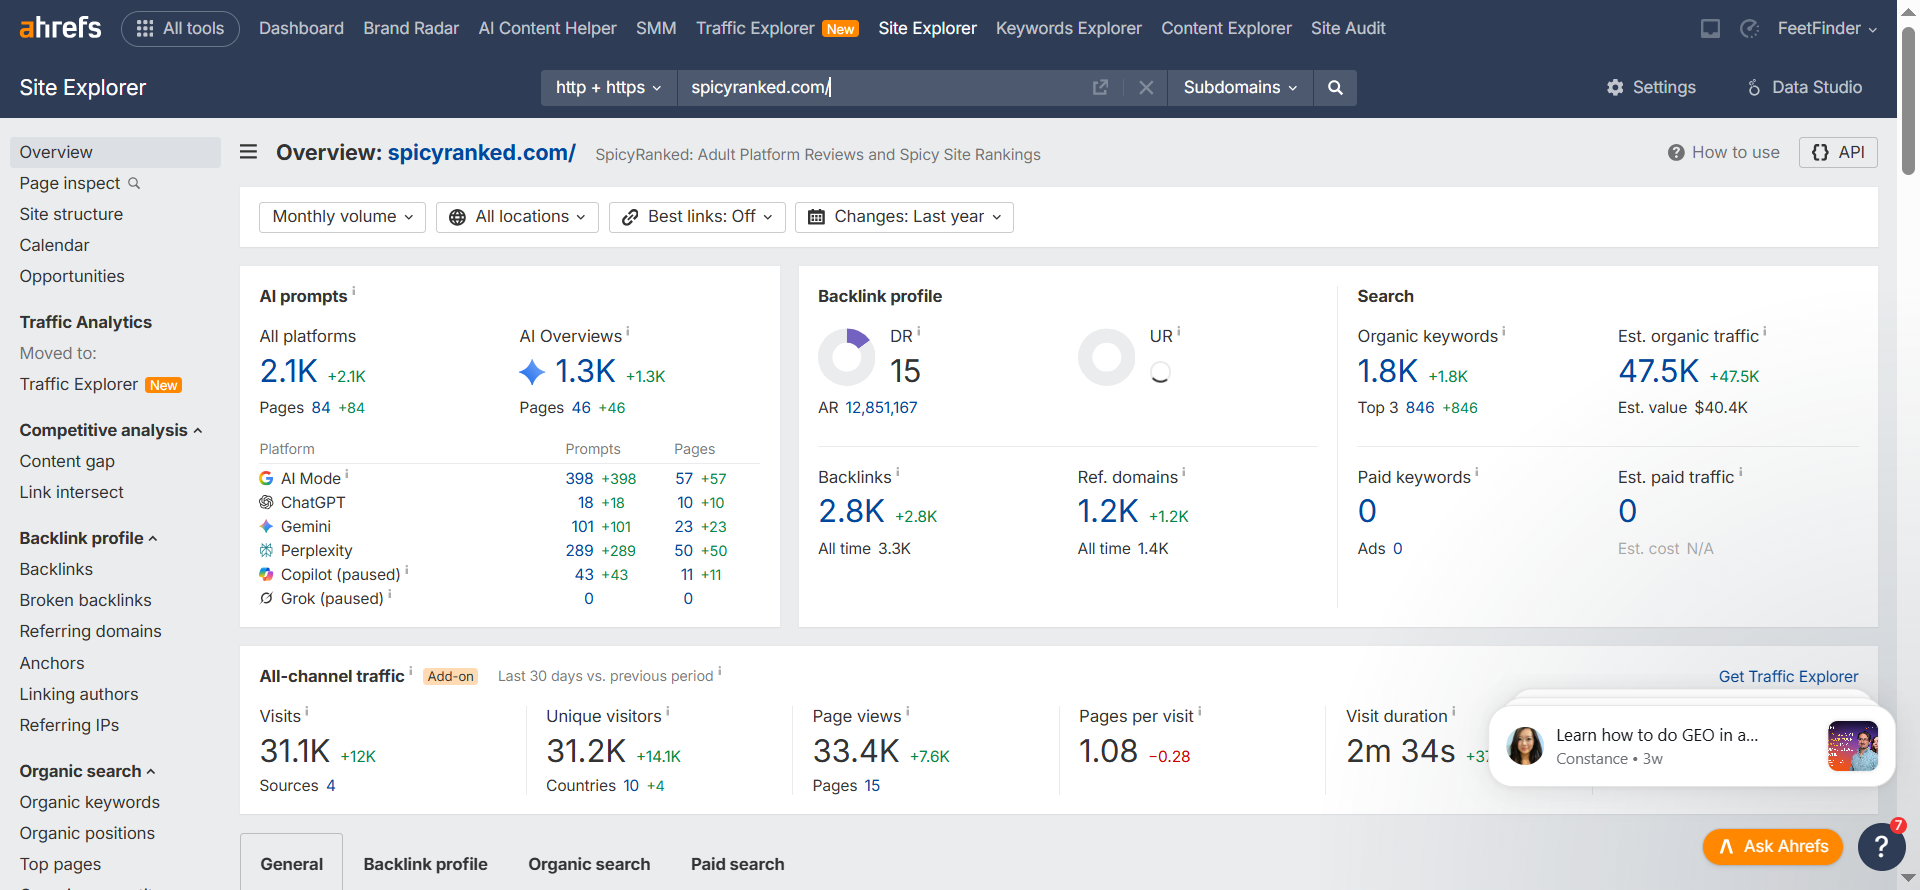 ahrefs All tools Dashboard Brand Radar AI Content Helper SMM Traffic Explorer New Site Explorer Keywords Explorer Content Explorer Site Audit FeetFinder
Site Explorer http + https spicyranked.com/ Subdomains Settings Data Studio
Overview
Page inspect
Site structure
Calendar
Opportunities
Traffic Analytics
Moved to:
Traffic Explorer New
Competitive analysis
Content gap
Link intersect
Backlink profile
Backlinks
Broken backlinks
Referring domains
Anchors
Linking authors
Referring IPs
Organic search
Organic keywords
Organic positions
Top pages
Overview: spicyranked.com/ SpicyRanked: Adult Platform Reviews and Spicy Site Rankings How to use {} API
Monthly volume All locations Best links: Off Changes: Last year
AI prompts i
All platforms AI Overviews i
2.1K +2.1K 1.3K +1.3K
Pages 84 +84 Pages 46 +46
Platform Prompts Pages
AI Mode i 398 +398 57 +57
ChatGPT 18 +18 10 +10
Gemini 101 +101 23 +23
Perplexity 289 +289 50 +50
Copilot (paused) i 43 +43 11 +11
Grok (paused) i 0 0
Backlink profile
DR i UR i
15
AR 12,851,167
Backlinks i Ref. domains i
2.8K +2.8K 1.2K +1.2K
All time 3.3K All time 1.4K
Search
Organic keywords i Est. organic traffic i
1.8K +1.8K 47.5K +47.5K
Top 3 846 +846 Est. value $40.4K
Paid keywords i Est. paid traffic i
0 0
Ads 0 Est. cost N/A
All-channel traffic i Add-on Last 30 days vs. previous period i Get Traffic Explorer
Visits i Unique visitors i Page views i Pages per visit i Visit duration i
31.1K +12K 31.2K +14.1K 33.4K +7.6K 1.08 −0.28 2m 34s
Sources 4 Countries 10 +4 Pages 15
Learn how to do GEO in a...
Constance • 3w
General Backlink profile Organic search Paid search
Ask Ahrefs ? 7